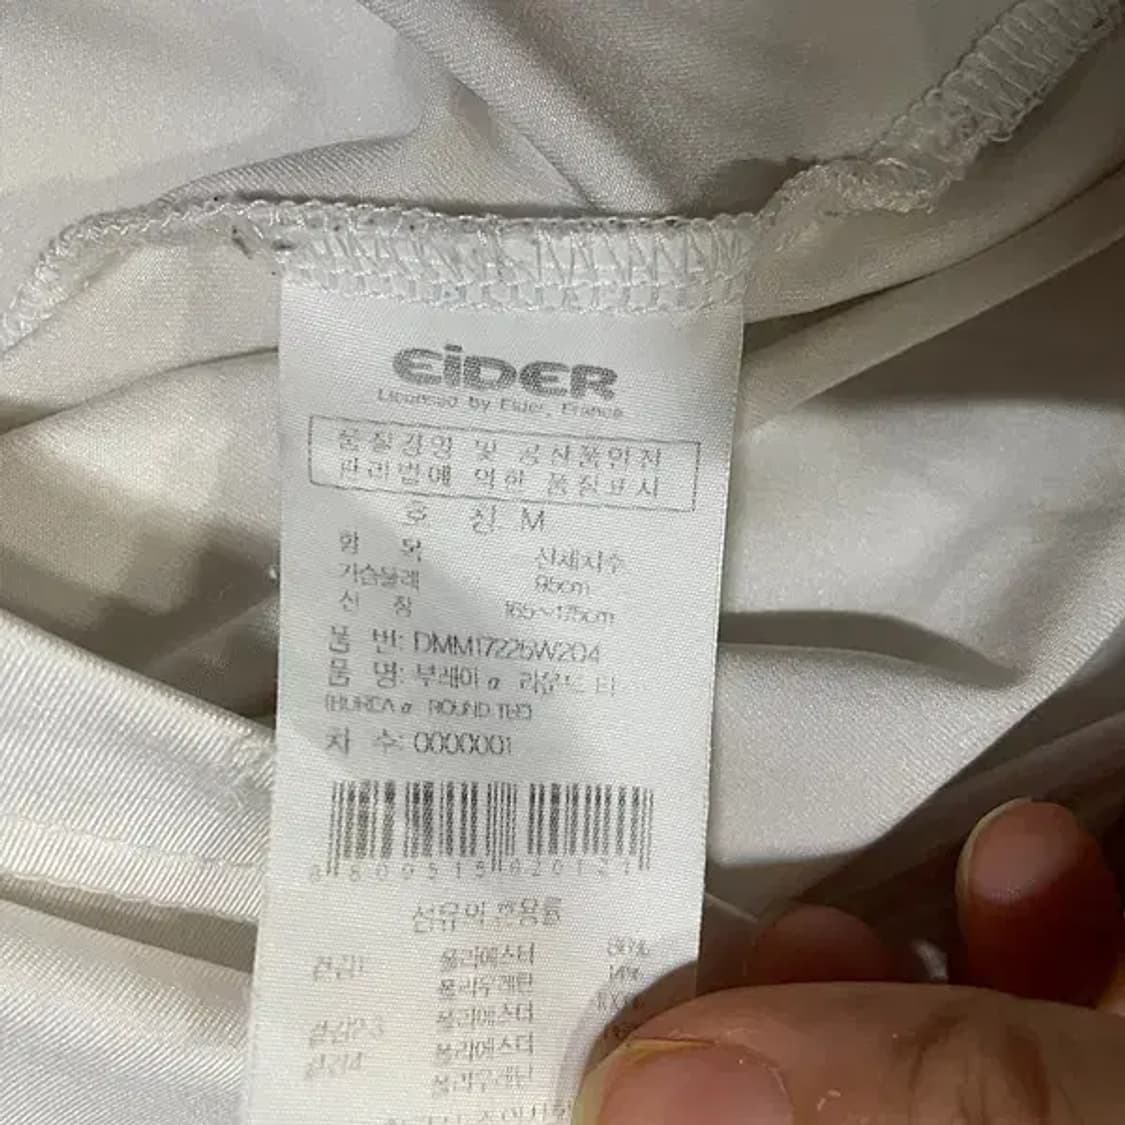 EiDER
Licensed by Eider, France
품질경영 및 공산품안전
관리법에 의한 품질표시
호 칭 M
항 목 신체치수
가슴둘레 95cm
신 장 165~175cm
품 번: DMM17225W204
품 명: 부레아 α 라운드 티
α ROUND TEE)
차 수: 0000001
섬유의 혼용율
겉감1 폴리에스터 86%
폴리우레탄 14%
폴리에스터 100%
겉감4 폴리에스터
폴리우레탄